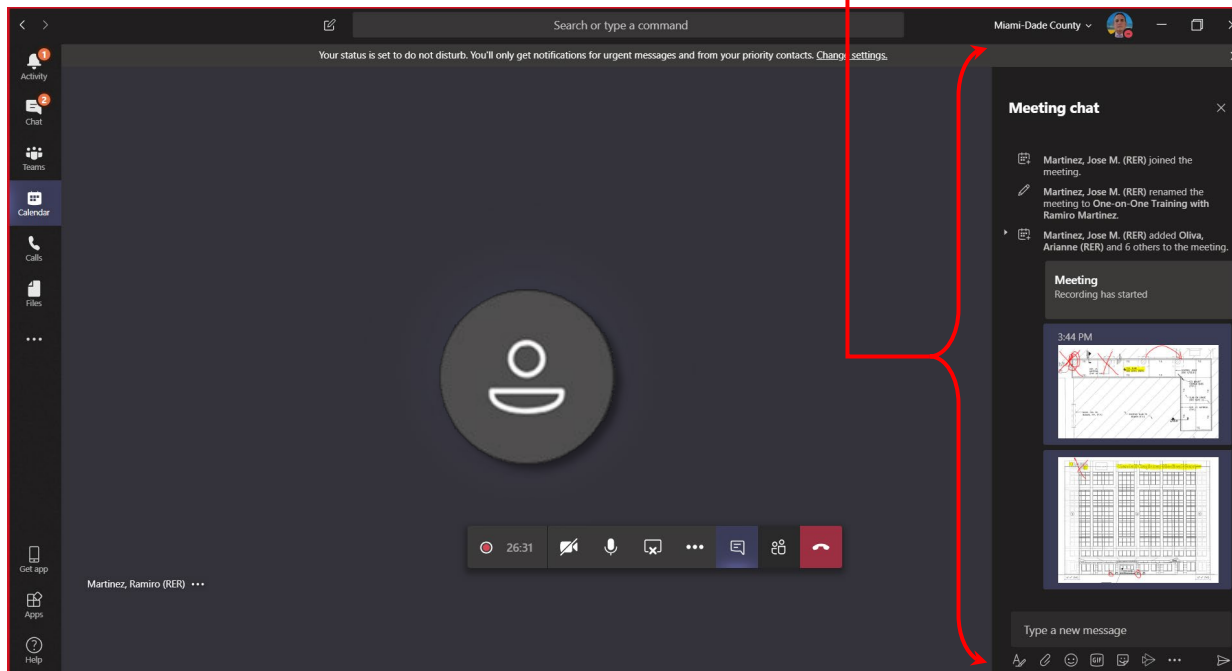 Search or type a command
Miami-Dade County
Your status is set to do not disturb. You'll only get notifications for urgent messages and from your priority contacts. Change settings.
1
Activity
2
Chat
Teams
Calendar
Calls
Files
Get app
Apps
Help
26:31
Martinez, Ramiro (RER)
Meeting chat
Martinez, Jose M. (RER) joined the
meeting.
Martinez, Jose M. (RER) renamed the
meeting to One-on-One Training with
Ramiro Martinez.
Martinez, Jose M. (RER) added Oliva,
Arianne (RER) and 6 others to the meeting.
Meeting
Recording has started
3:44 PM
Type a new message
GIF